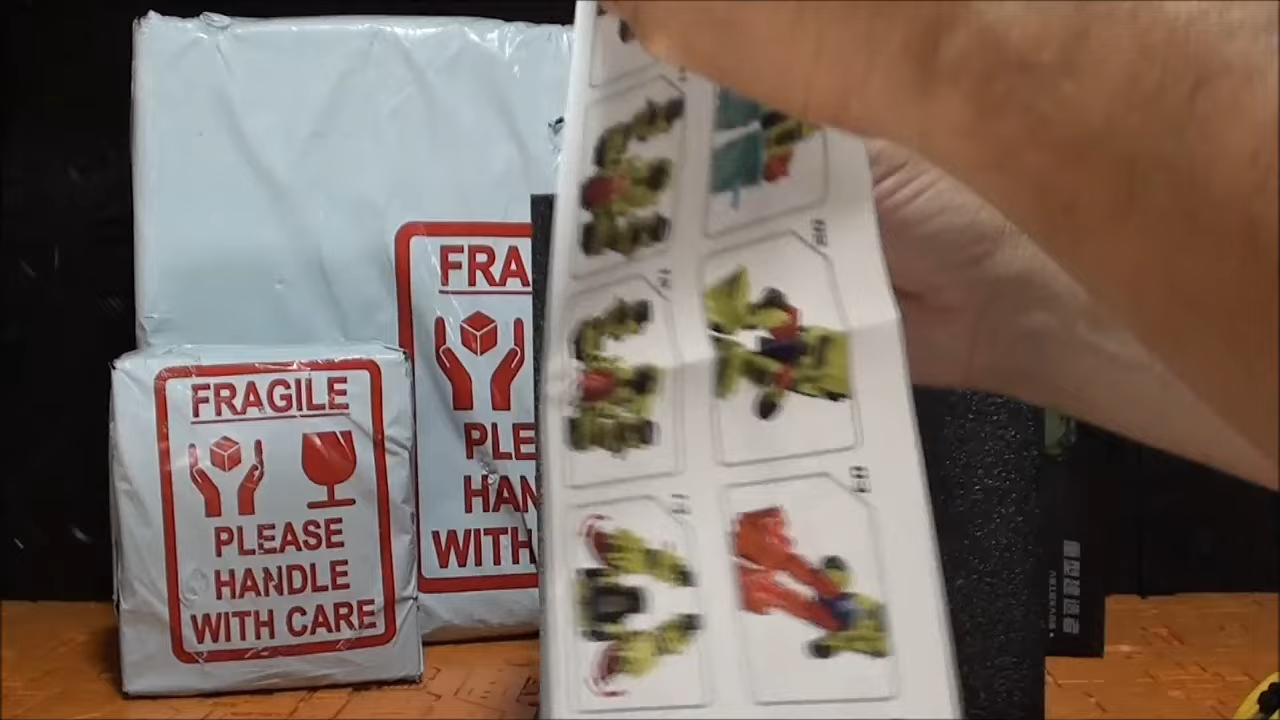 FRAGILE
PLEASE
HANDLE
WITH CARE
FRA
PLE
HAN
WITH